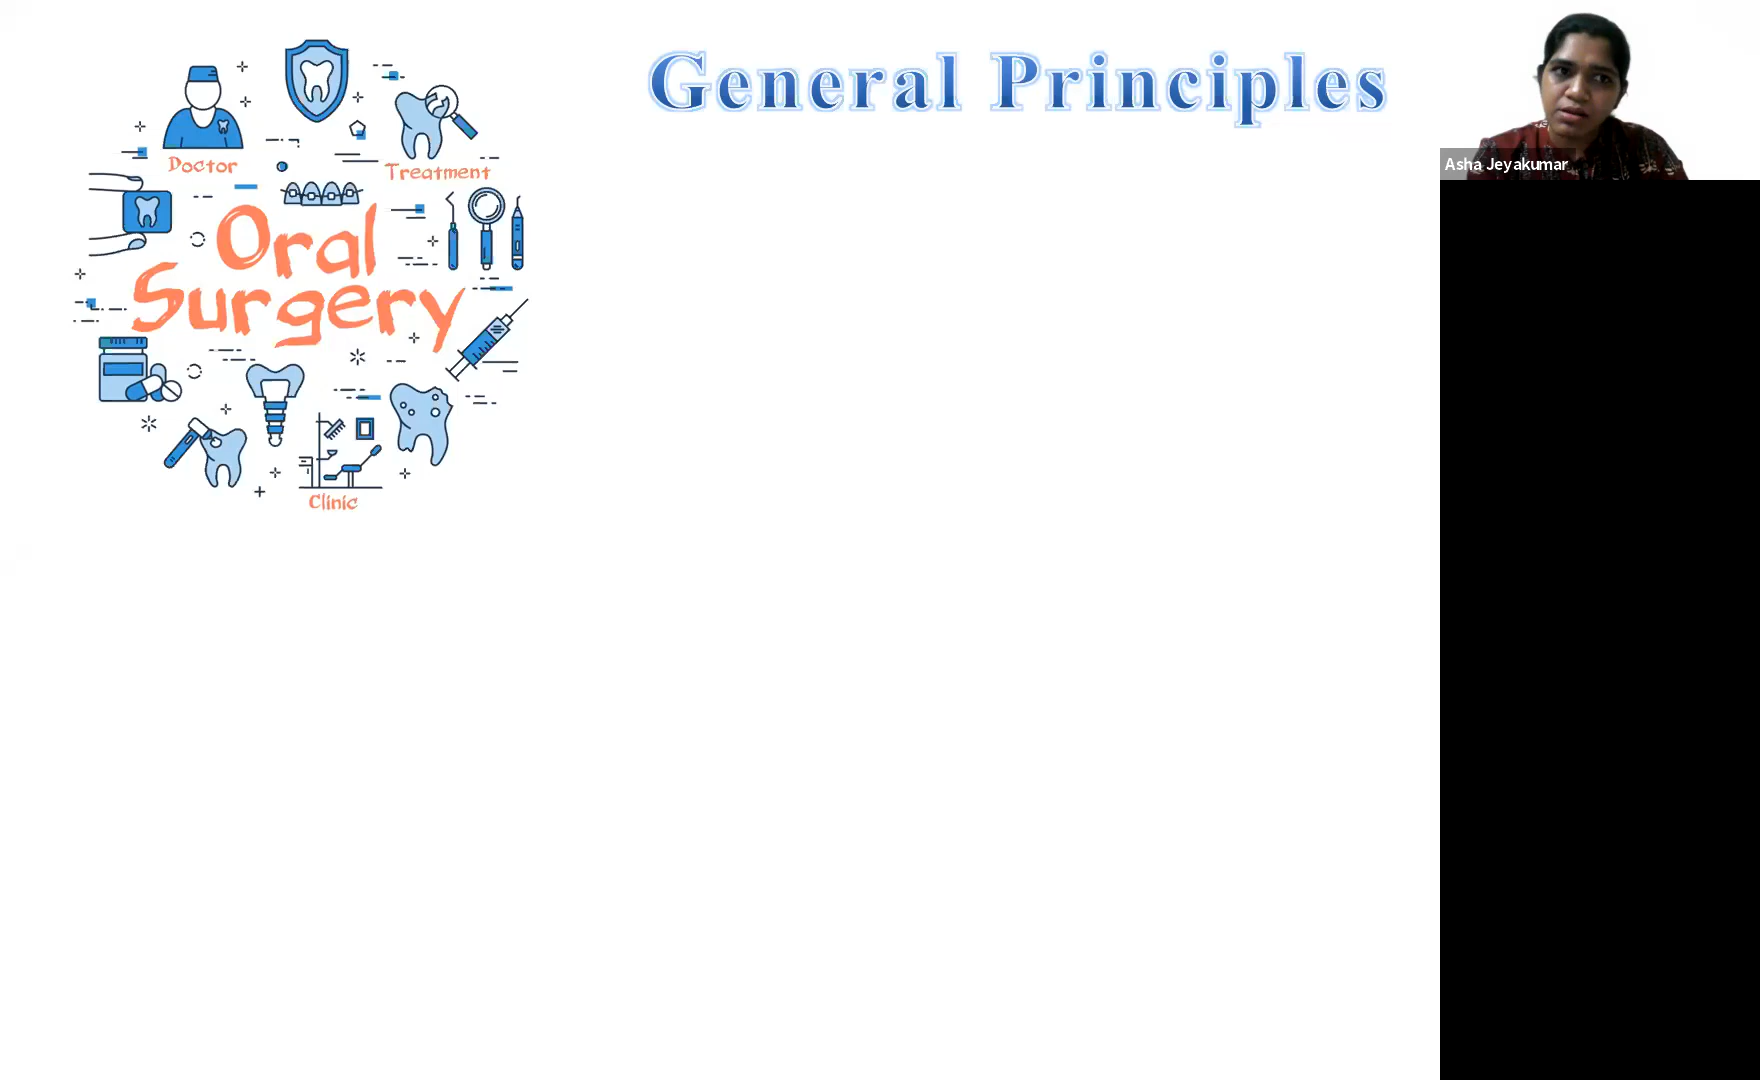 General Principles
Asha Jeyakumar
Doctor
Treatment
Oral
Surgery
Clinic